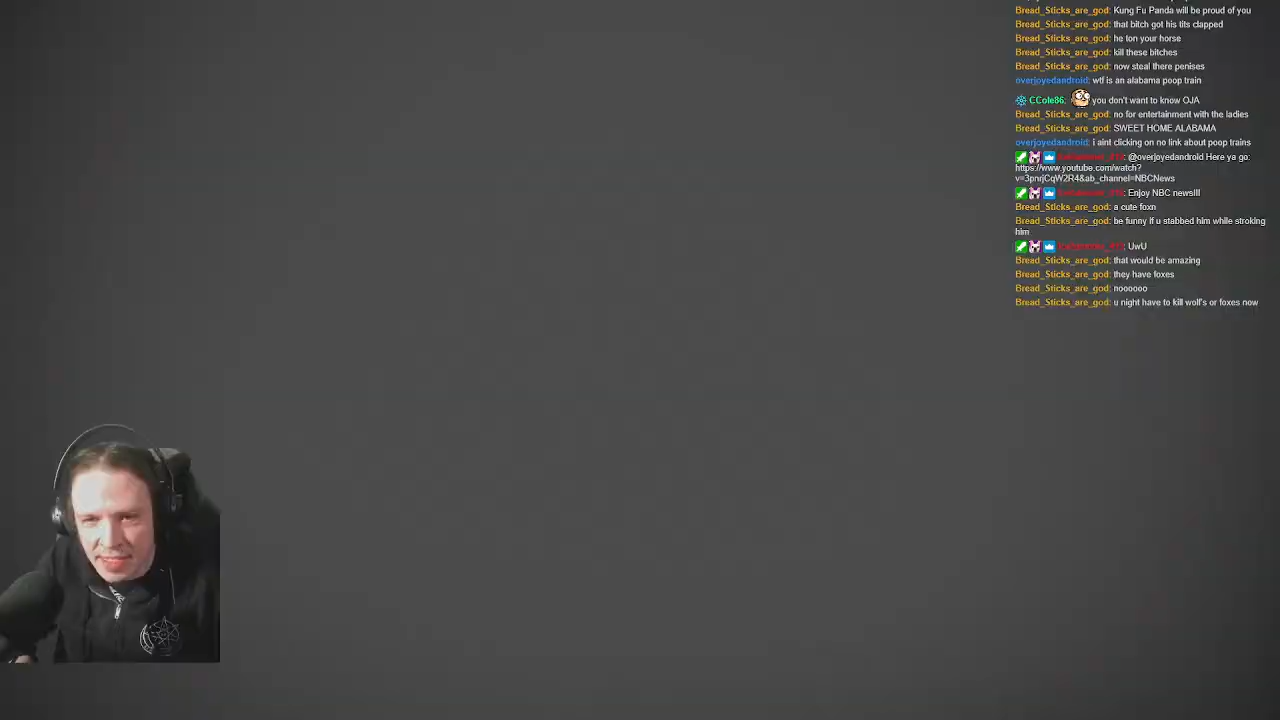 Bread_Sticks_are_god: Kung Fu Panda will be proud of you
Bread_Sticks_are_god: that bitch got his tits clapped
Bread_Sticks_are_god: he ton your horse
Bread_Sticks_are_god: kill these bitches
Bread_Sticks_are_god: now steal there penises
overjoyedandroid: wtf is an alabama poop train
CCole86: you don't want to know OJA
Bread_Sticks_are_god: no for entertainment with the ladies
Bread_Sticks_are_god: SWEET HOME ALABAMA
overjoyedandroid: i aint clicking on no link about poop trains
: @overjoyedandroid Here ya go:
https://www.youtube.com/watch?
v=3pnrjCqW2R4&ab_channel=NBCNews
: Enjoy NBC news!!!
Bread_Sticks_are_god: a cute foxn
Bread_Sticks_are_god: be funny if u stabbed him while stroking
him
: UwU
Bread_Sticks_are_god: that would be amazing
Bread_Sticks_are_god: they have foxes
Bread_Sticks_are_god: noooooo
Bread_Sticks_are_god: u night have to kill wolf's or foxes now